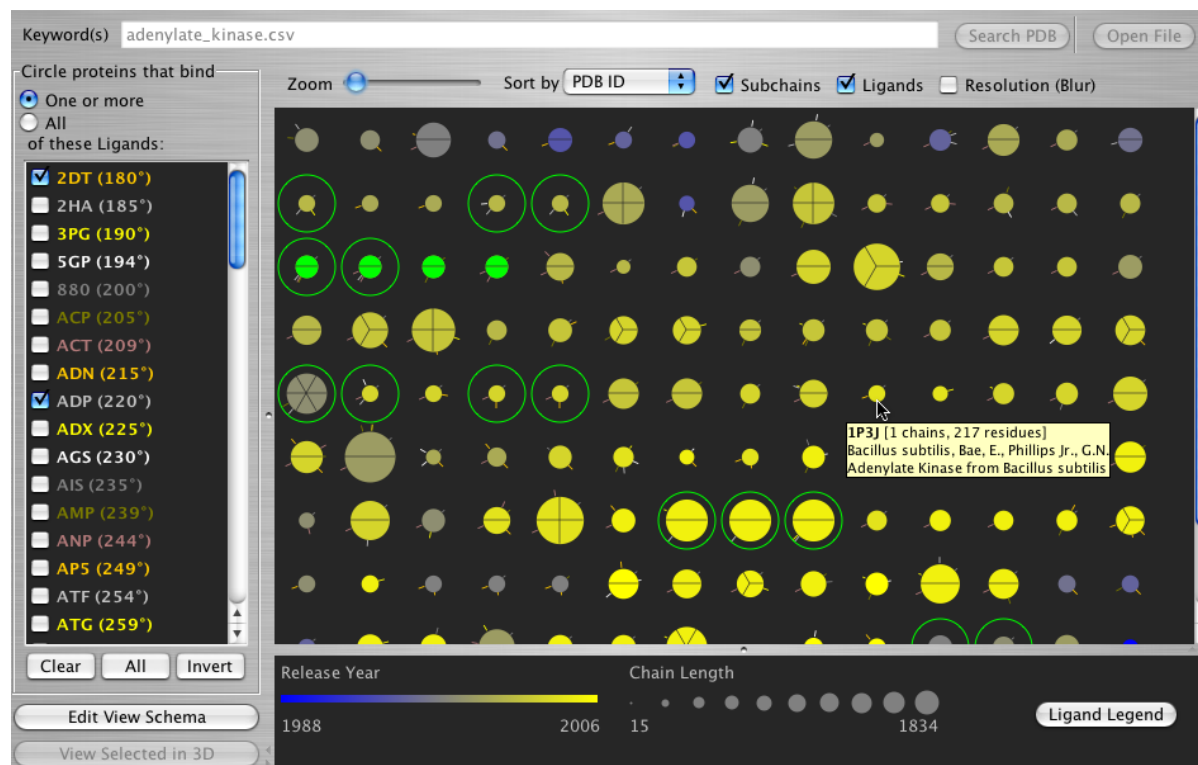 Keyword(s) adenylate_kinase.csv Search PDB Open File
Circle proteins that bind
One or more
All
of these Ligands:
2DT (180°)
2HA (185°)
3PG (190°)
5GP (194°)
880 (200°)
ACP (205°)
ACT (209°)
ADN (215°)
ADP (220°)
ADX (225°)
AGS (230°)
AIS (235°)
AMP (239°)
ANP (244°)
AP5 (249°)
ATF (254°)
ATG (259°)
Clear All Invert
Edit View Schema
View Selected in 3D
Zoom Sort by PDB ID Subchains Ligands Resolution (Blur)
1P3J [1 chains, 217 residues]
Bacillus subtilis, Bae, E., Phillips Jr., G.N.
Adenylate Kinase from Bacillus subtilis
Release Year
1988 2006
Chain Length
15 1834
Ligand Legend